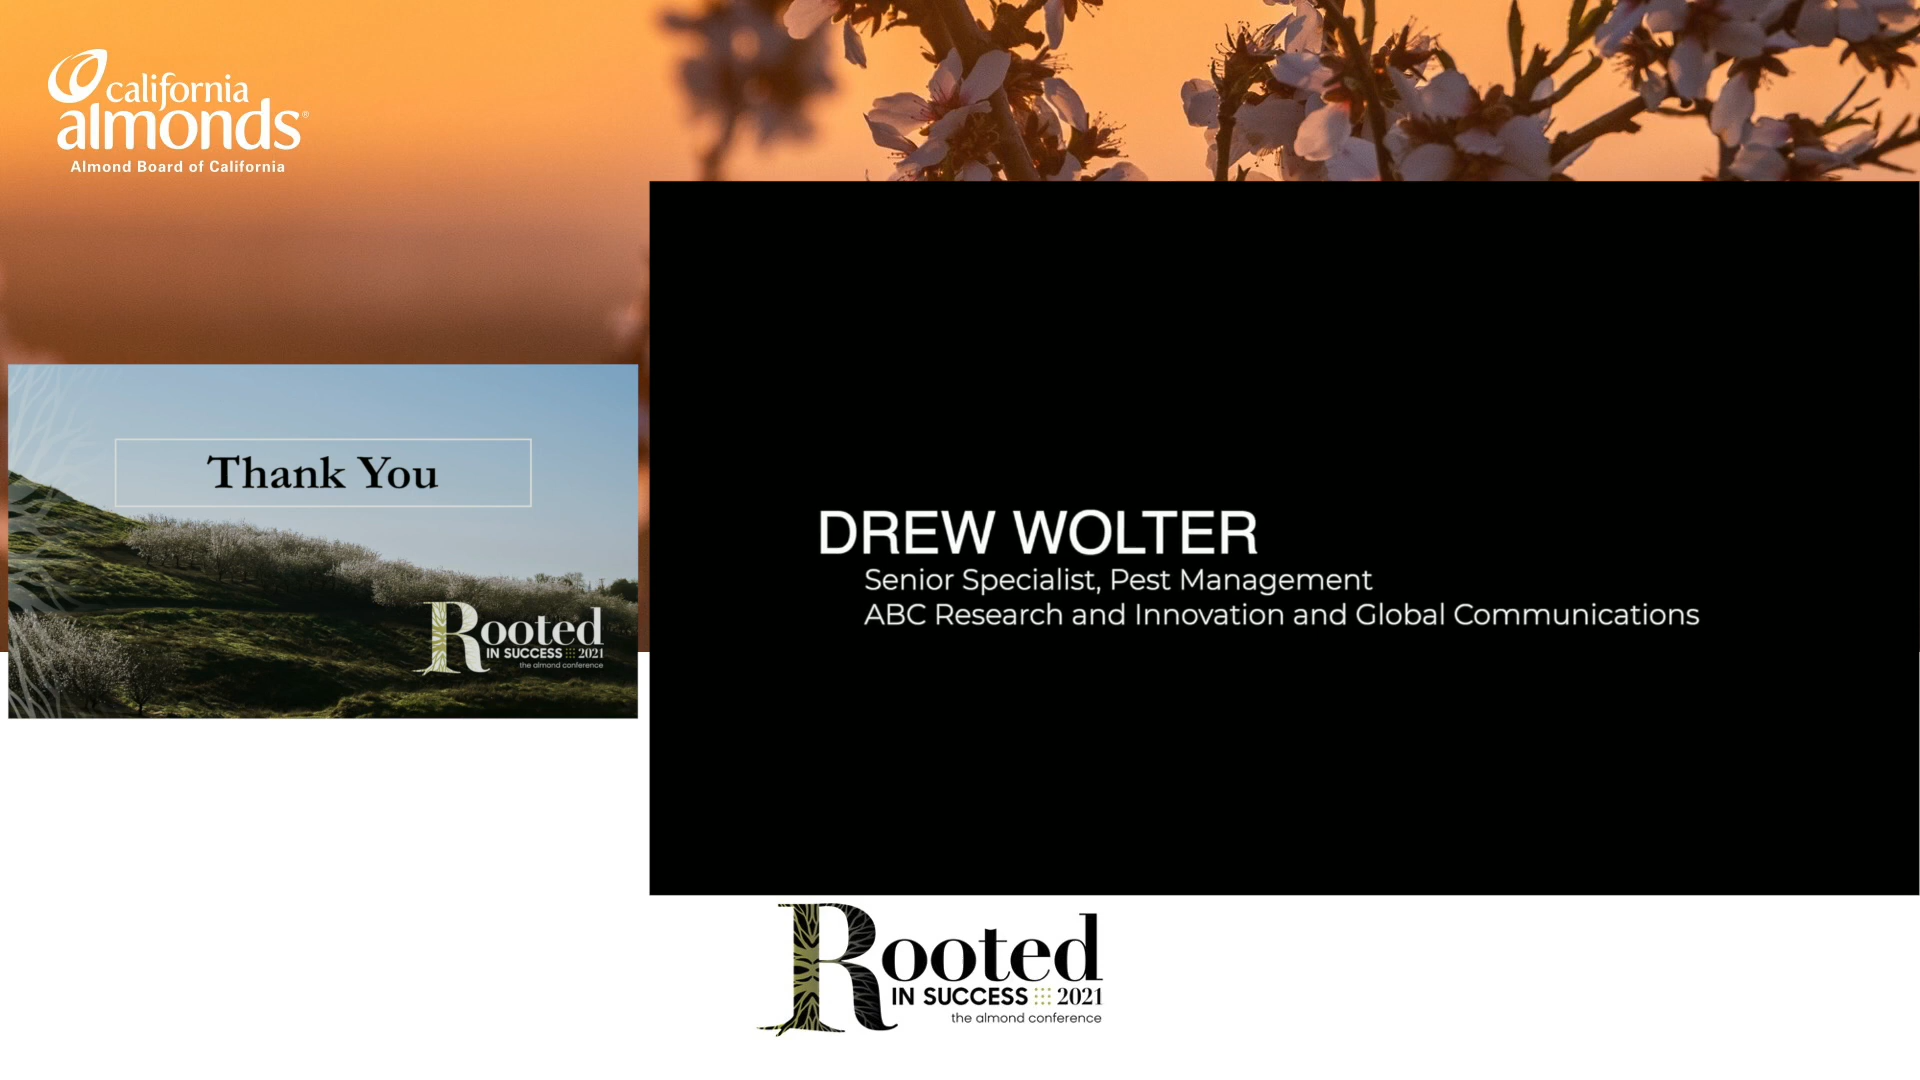 california
almonds®
Almond Board of California
Thank You
Rooted
IN SUCCESS 2021
the almond conference
DREW WOLTER
Senior Specialist, Pest Management
ABC Research and Innovation and Global Communications
Rooted
IN SUCCESS 2021
the almond conference